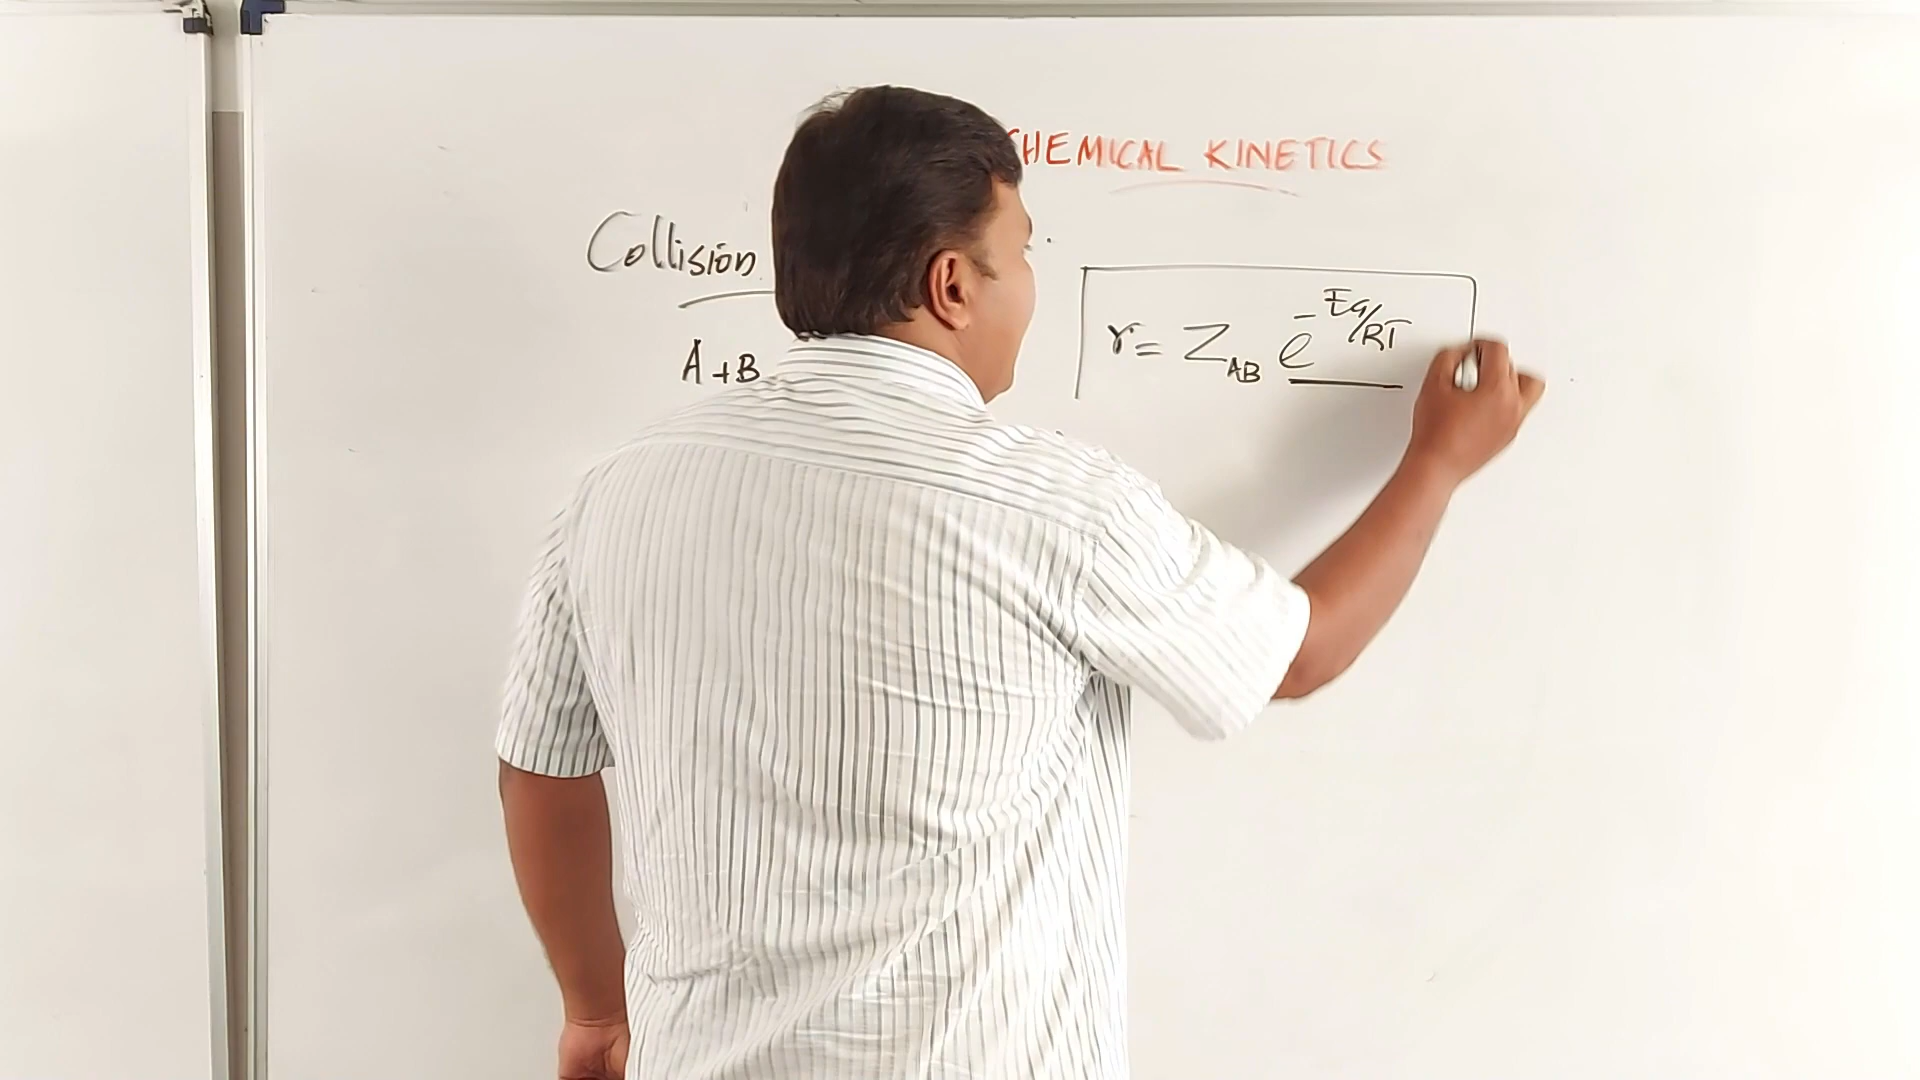 CHEMICAL KINETICS
Collision
A + B
r = Z_AB e^-Ea/RT